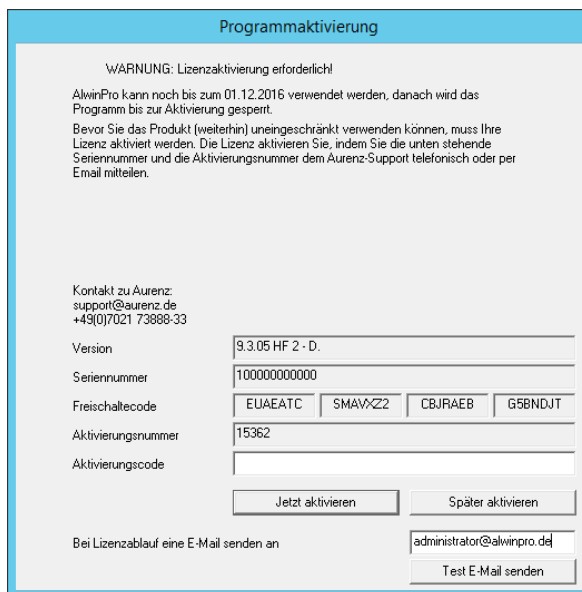 Programmaktivierung
WARNUNG: Lizenzaktivierung erforderlich!
AlwinPro kann noch bis zum 01.12.2016 verwendet werden, danach wird das
Programm bis zur Aktivierung gesperrt.
Bevor Sie das Produkt (weiterhin) uneingeschränkt verwenden können, muss Ihre
Lizenz aktiviert werden. Die Lizenz aktivieren Sie, indem Sie die unten stehende
Seriennummer und die Aktivierungsnummer dem Aurenz-Support telefonisch oder per
Email mitteilen.
Kontakt zu Aurenz:
support@aurenz.de
+49(0)7021 73888-33
Version 9.3.05 HF 2 - D.
Seriennummer 100000000000
Freischaltecode EUAEATC SMAVXZ2 CBJRAEB G5BNDJT
Aktivierungsnummer 15362
Aktivierungscode
Jetzt aktivieren Später aktivieren
Bei Lizenzablauf eine E-Mail senden an administrator@alwinpro.de
Test E-Mail senden